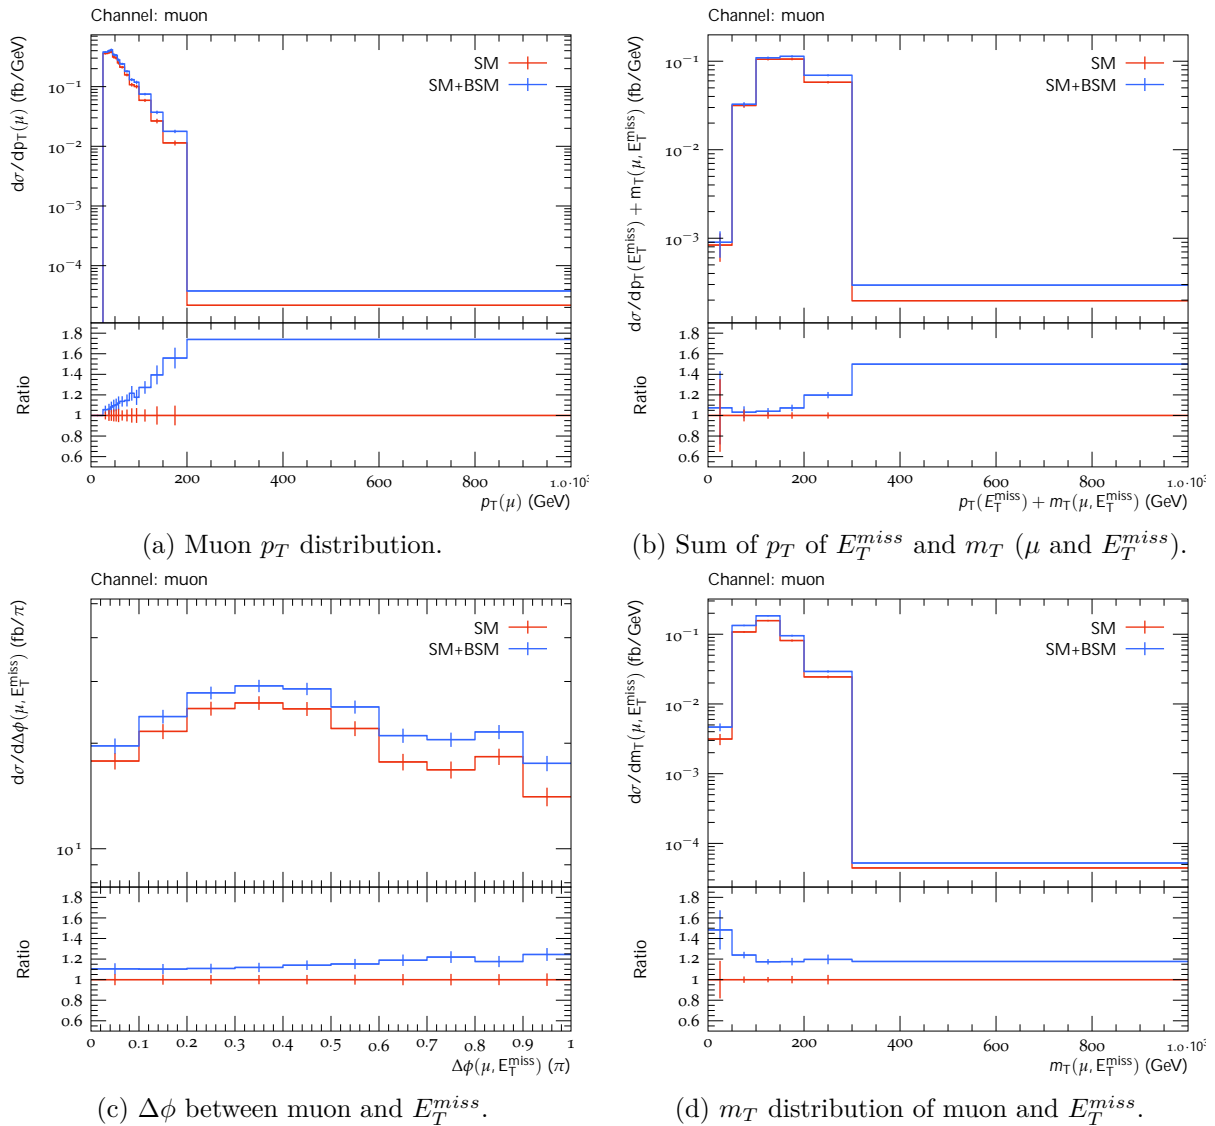 Channel: muon
dσ/dp_T(μ) (fb/GeV)
SM
SM+BSM
10⁻¹
10⁻²
10⁻³
10⁻⁴
Ratio
1.8
1.6
1.4
1.2
1
0.8
0.6
0 200 400 600 800 1.0·10³
p_T(μ) (GeV)
(a) Muon p_T distribution.
Channel: muon
dσ/dp_T(E_T^miss) + m_T(μ, E_T^miss) (fb/GeV)
SM
SM+BSM
10⁻¹
10⁻²
10⁻³
Ratio
1.8
1.6
1.4
1.2
1
0.8
0.6
0 200 400 600 800 1.0·10³
p_T(E_T^miss) + m_T(μ, E_T^miss) (GeV)
(b) Sum of p_T of E_T^miss and m_T (μ and E_T^miss).
Channel: muon
dσ/dΔφ(μ, E_T^miss) (fb/π)
SM
SM+BSM
10¹
Ratio
1.8
1.6
1.4
1.2
1
0.8
0.6
0 0.1 0.2 0.3 0.4 0.5 0.6 0.7 0.8 0.9 1
Δφ(μ, E_T^miss) (π)
(c) Δφ between muon and E_T^miss.
Channel: muon
dσ/dm_T(μ, E_T^miss) (fb/GeV)
SM
SM+BSM
10⁻¹
10⁻²
10⁻³
10⁻⁴
Ratio
1.8
1.6
1.4
1.2
1
0.8
0.6
0 200 400 600 800 1.0·10³
m_T(μ, E_T^miss) (GeV)
(d) m_T distribution of muon and E_T^miss.